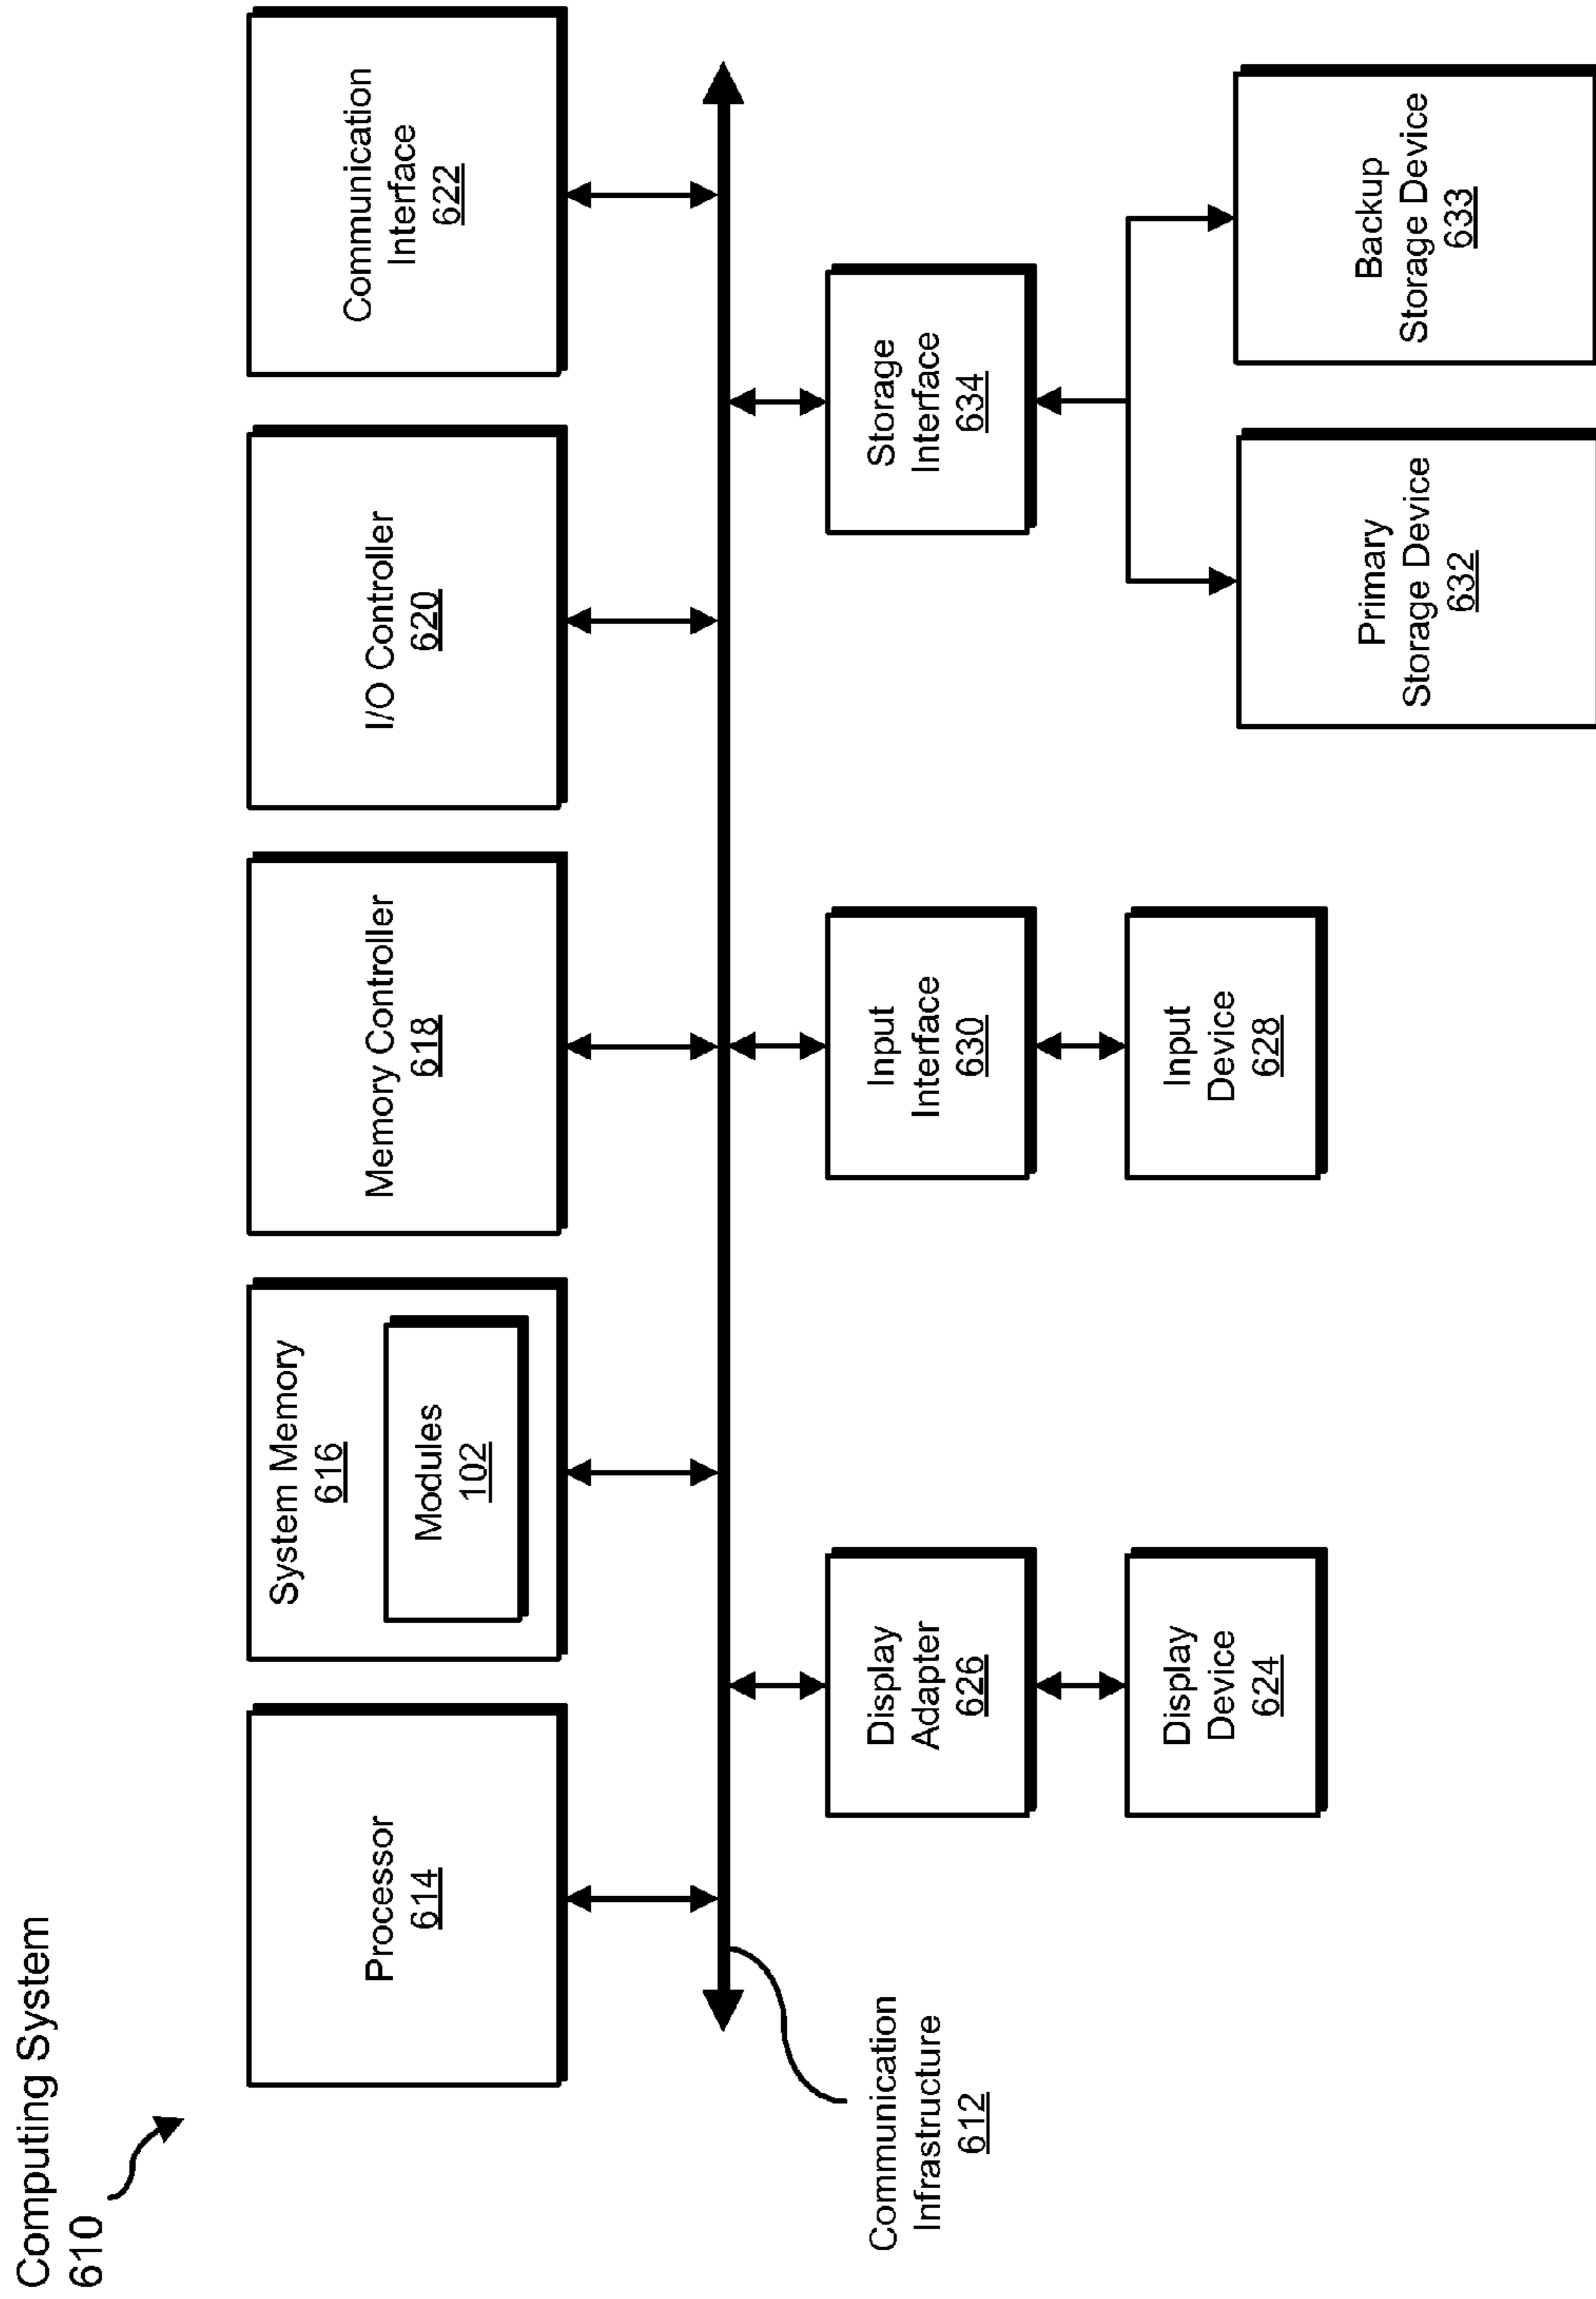 Computing System
610
Processor
614
System Memory
616
Modules
102
Memory Controller
618
I/O Controller
620
Communication
Interface
622
Communication
Infrastructure
612
Display
Adapter
626
Input
Interface
630
Storage
Interface
634
Display
Device
624
Input
Device
628
Primary
Storage Device
632
Backup
Storage Device
633